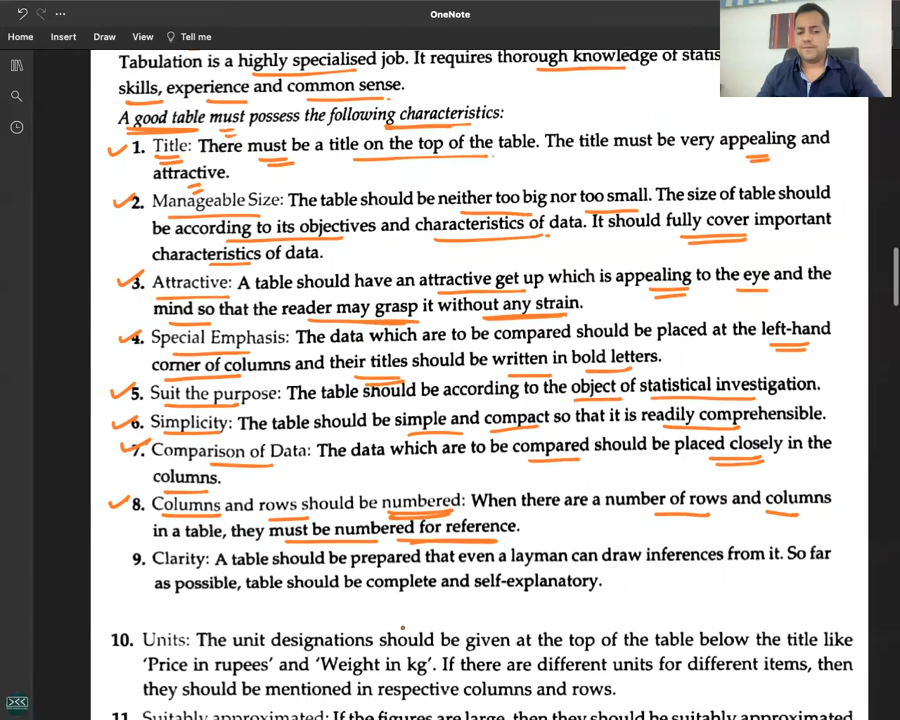 OneNote
Home Insert Draw View Tell me
Tabulation is a highly specialised job. It requires thorough knowledge of
skills, experience and common sense.
A good table must possess the following characteristics:
1. Title: There must be a title on the top of the table. The title must be very appealing and
attractive.
2. Manageable Size: The table should be neither too big nor too small. The size of table should
be according to its objectives and characteristics of data. It should fully cover important
characteristics of data.
3. Attractive: A table should have an attractive get up which is appealing to the eye and the
mind so that the reader may grasp it without any strain.
4. Special Emphasis: The data which are to be compared should be placed at the left-hand
corner of columns and their titles should be written in bold letters.
5. Suit the purpose: The table should be according to the object of statistical investigation.
6. Simplicity: The table should be simple and compact so that it is readily comprehensible.
7. Comparison of Data: The data which are to be compared should be placed closely in the
columns.
8. Columns and rows should be numbered: When there are a number of rows and columns
in a table, they must be numbered for reference.
9. Clarity: A table should be prepared that even a layman can draw inferences from it. So far
as possible, table should be complete and self-explanatory.
10. Units: The unit designations should be given at the top of the table below the title like
'Price in rupees' and 'Weight in kg'. If there are different units for different items, then
they should be mentioned in respective columns and rows.
11. Suitably approximated: If the figures are large, then they should be suitably approximated